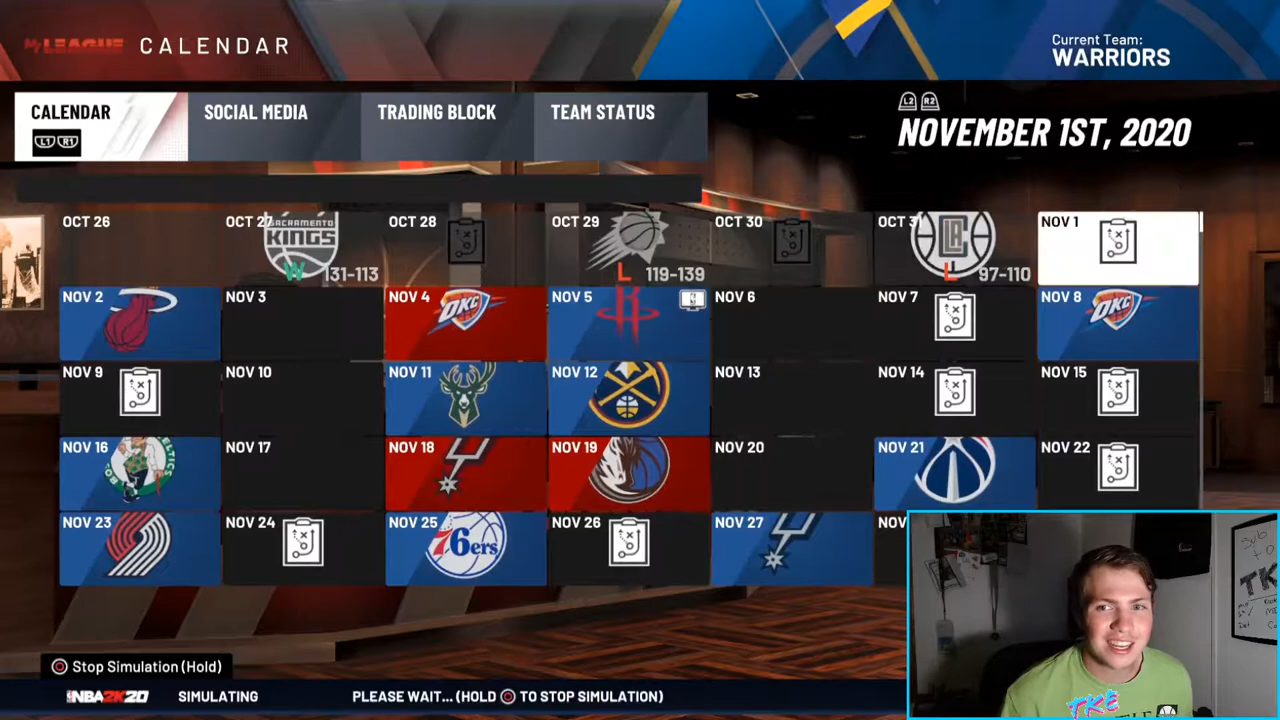 MyLEAGUE CALENDAR
Current Team:
WARRIORS
CALENDAR SOCIAL MEDIA TRADING BLOCK TEAM STATUS
L1 R1
L2 R2
NOVEMBER 1ST, 2020
OCT 26 OCT 27 OCT 28 OCT 29 OCT 30 OCT 31 NOV 1
SACRAMENTO
KINGS
LAC
W 131-113 L 119-139 L 97-110
NOV 2 NOV 3 NOV 4 NOV 5 NOV 6 NOV 7 NOV 8
OKC OKC
NOV 9 NOV 10 NOV 11 NOV 12 NOV 13 NOV 14 NOV 15
NOV 16 NOV 17 NOV 18 NOV 19 NOV 20 NOV 21 NOV 22
CELTICS
NOV 23 NOV 24 NOV 25 NOV 26 NOV 27 NOV
76ers
Stop Simulation (Hold)
NBA2K20 SIMULATING PLEASE WAIT... (HOLD TO STOP SIMULATION)
TKE